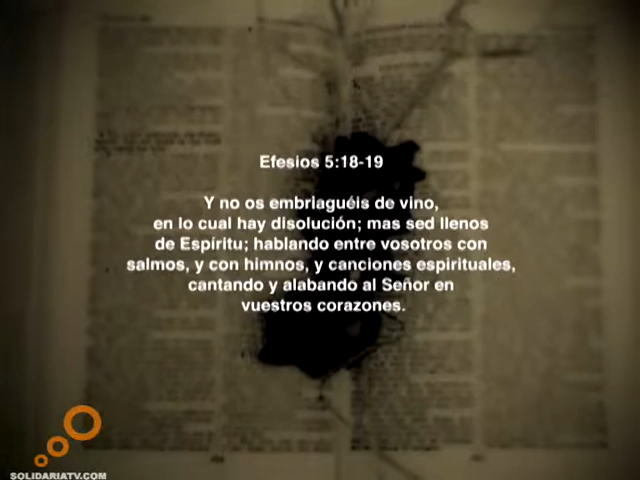 Efesios 5:18-19
Y no os embriaguéis de vino,
en lo cual hay disolución; mas sed llenos
de Espíritu; hablando entre vosotros con
salmos, y con himnos, y canciones espirituales,
cantando y alabando al Señor en
vuestros corazones.
SOLIDARIATV.COM